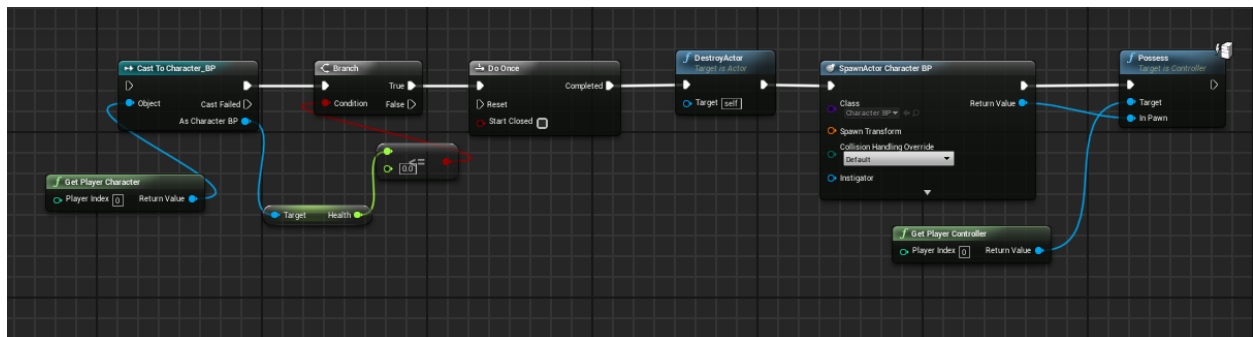 Cast To Character_BP
Object
Cast Failed
As Character BP
Get Player Character
Player Index 0
Return Value
Branch
True
Condition
False
Target
Health
0.0
<=
Do Once
Completed
Reset
Start Closed
DestroyActor
Target is Actor
Target self
SpawnActor Character BP
Class
Return Value
Character BP
Spawn Transform
Collision Handling Override
Default
Instigator
Get Player Controller
Player Index 0
Return Value
Possess
Target is Controller
Target
In Pawn